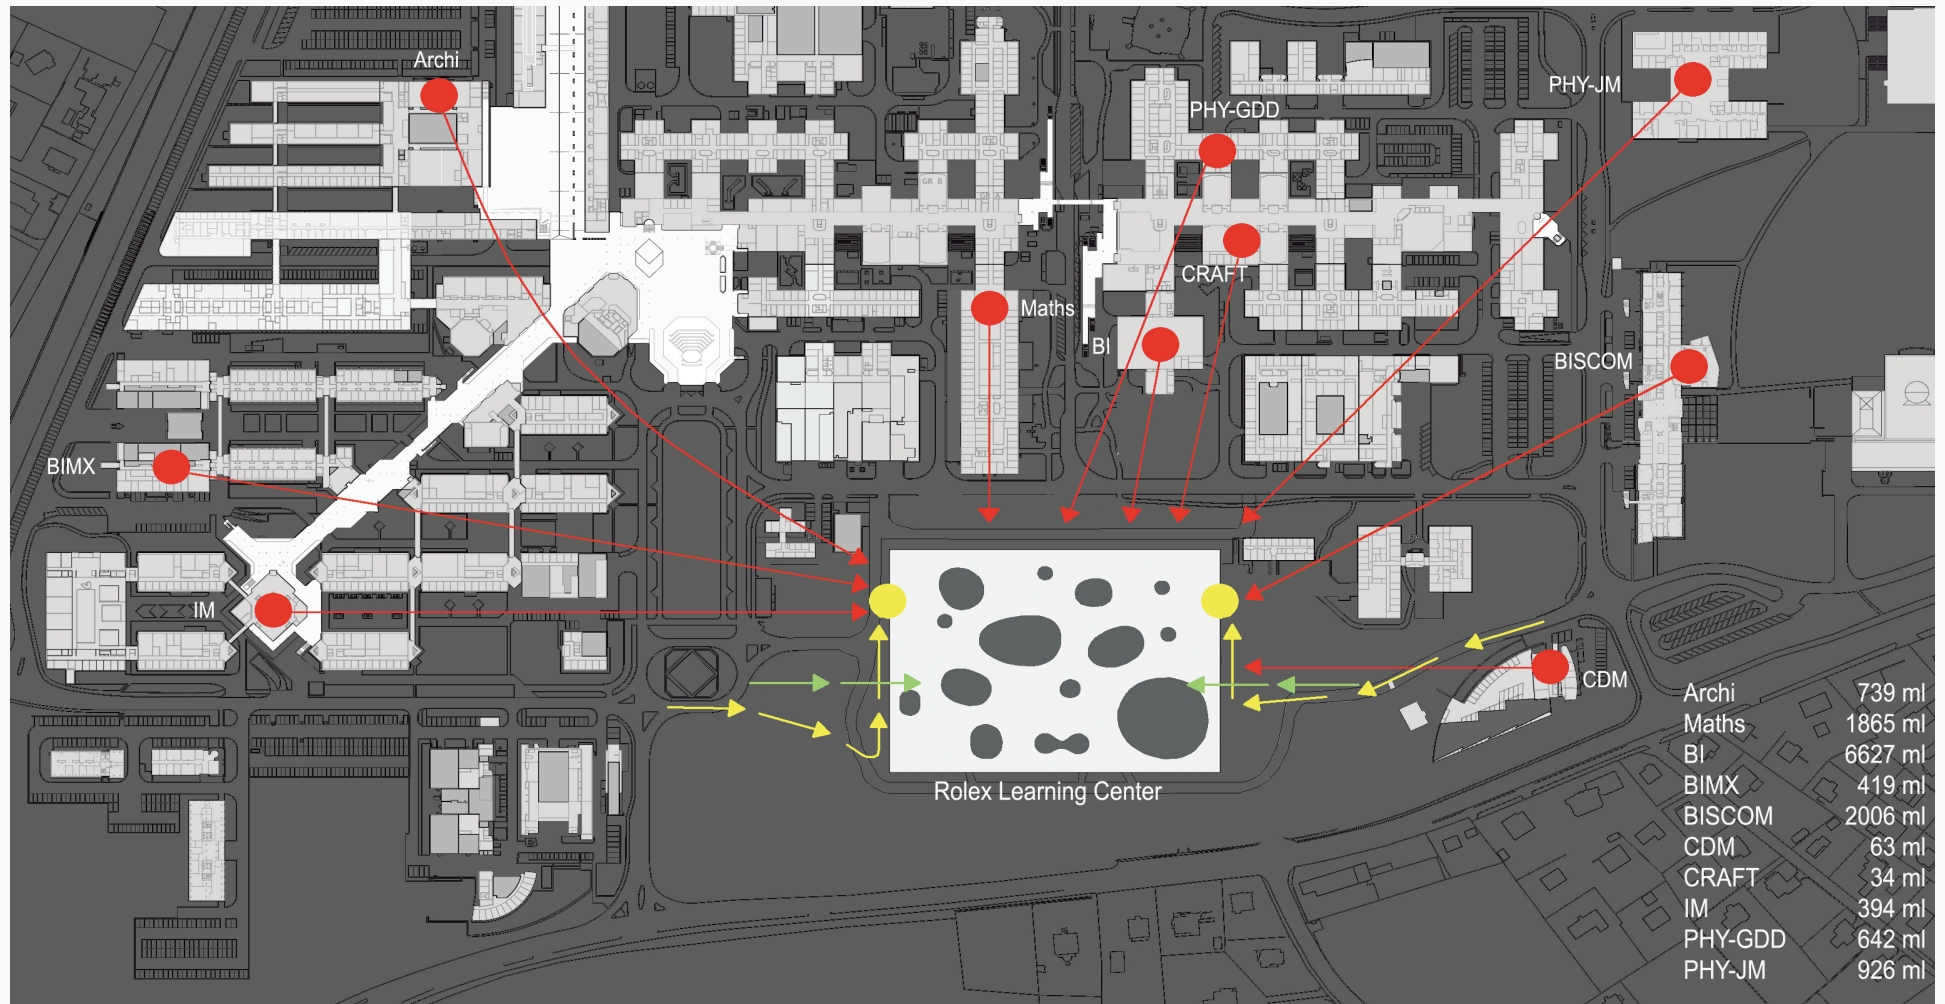 Archi
PHY-JM
PHY-GDD
GR B
GR A
CRAFT
Maths
BI
BISCOM
BIMX
IM
CDM
Rolex Learning Center
Archi 739 ml
Maths 1865 ml
BI 6627 ml
BIMX 419 ml
BISCOM 2006 ml
CDM 63 ml
CRAFT 34 ml
IM 394 ml
PHY-GDD 642 ml
PHY-JM 926 ml